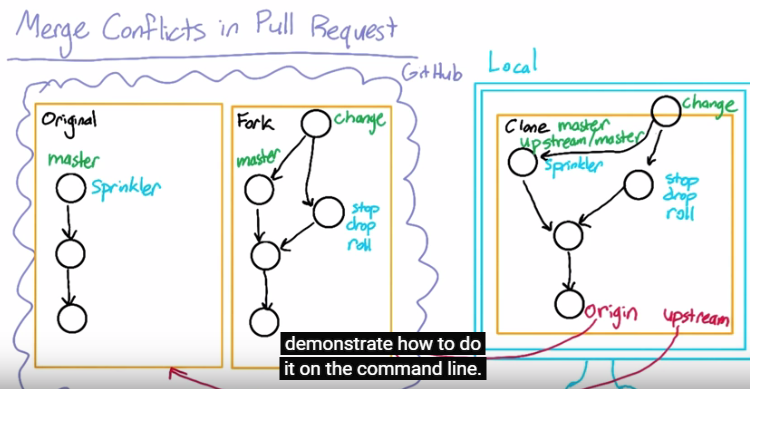 Merge Conflicts in Pull Request
GitHub
Local
Original
master
Sprinkler
Fork
change
master
stop
drop
roll
change
Clone master
upstream/master
Sprinkler
stop
drop
roll
origin
upstream
demonstrate how to do
it on the command line.